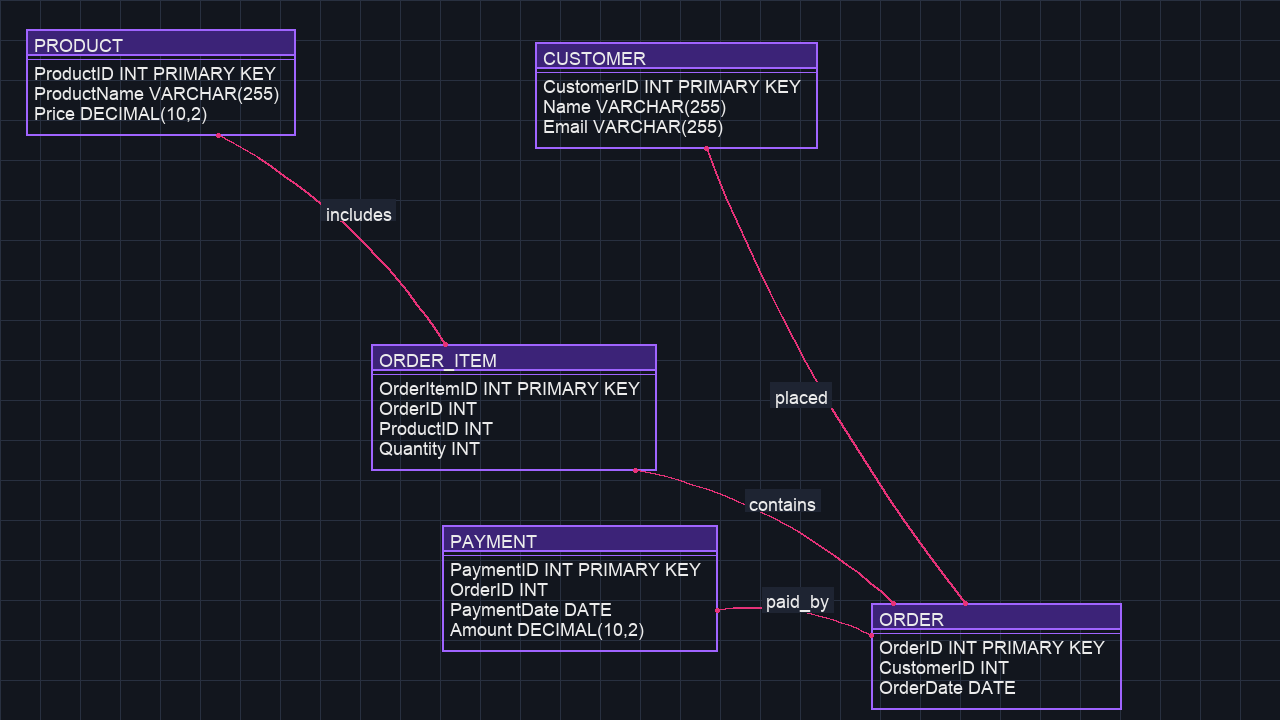 PRODUCT
ProductID INT PRIMARY KEY
ProductName VARCHAR(255)
Price DECIMAL(10,2)
CUSTOMER
CustomerID INT PRIMARY KEY
Name VARCHAR(255)
Email VARCHAR(255)
includes
ORDER_ITEM
OrderItemID INT PRIMARY KEY
OrderID INT
ProductID INT
Quantity INT
placed
contains
PAYMENT
PaymentID INT PRIMARY KEY
OrderID INT
PaymentDate DATE
Amount DECIMAL(10,2)
paid_by
ORDER
OrderID INT PRIMARY KEY
CustomerID INT
OrderDate DATE